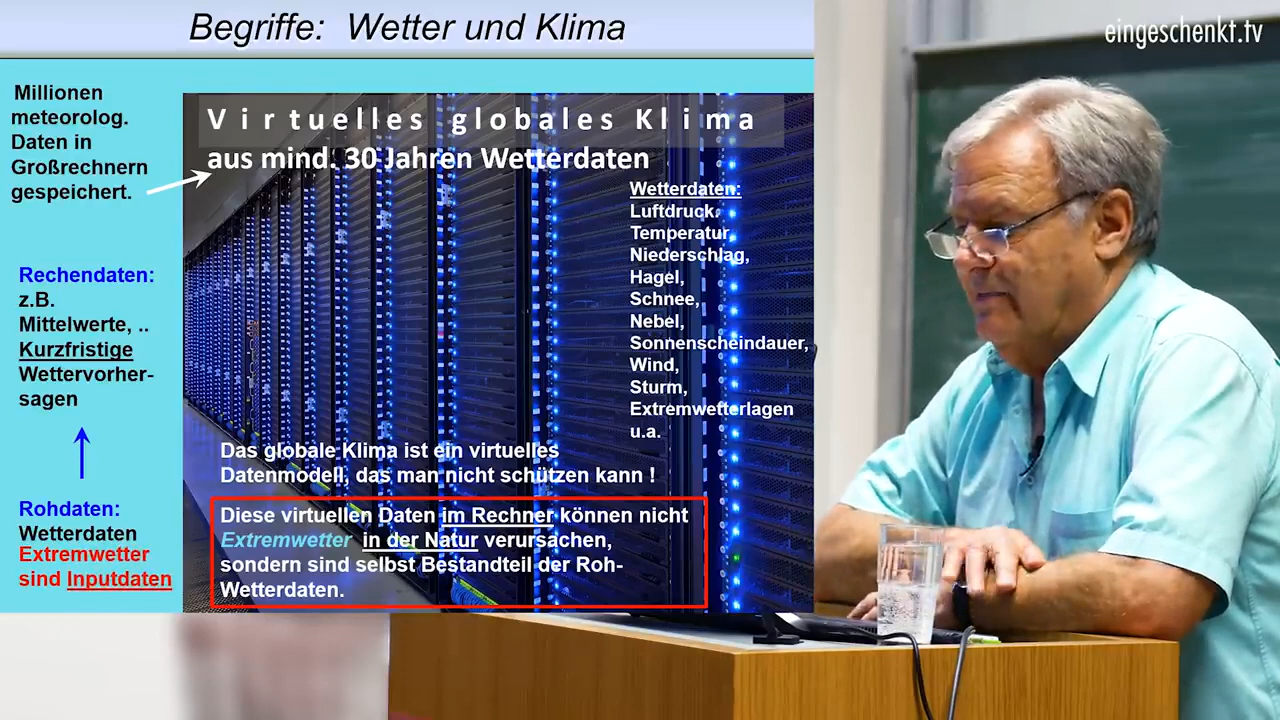 Begriffe: Wetter und Klima
eingeschenkt.tv
Millionen
meteorolog.
Daten in
Großrechnern
gespeichert.
Virtuelles globales Klima
aus mind. 30 Jahren Wetterdaten
Wetterdaten:
Luftdruck,
Temperatur,
Niederschlag,
Hagel,
Schnee,
Nebel,
Sonnenscheindauer,
Wind,
Sturm,
Extremwetterlagen
u.a.
Rechendaten:
z.B.
Mittelwerte, ..
Kurzfristige
Wettervorher-
sagen
Das globale Klima ist ein virtuelles
Datenmodell, das man nicht schützen kann !
Rohdaten:
Wetterdaten
Extremwetter
sind Inputdaten
Diese virtuellen Daten im Rechner können nicht
Extremwetter in der Natur verursachen,
sondern sind selbst Bestandteil der Roh-
Wetterdaten.